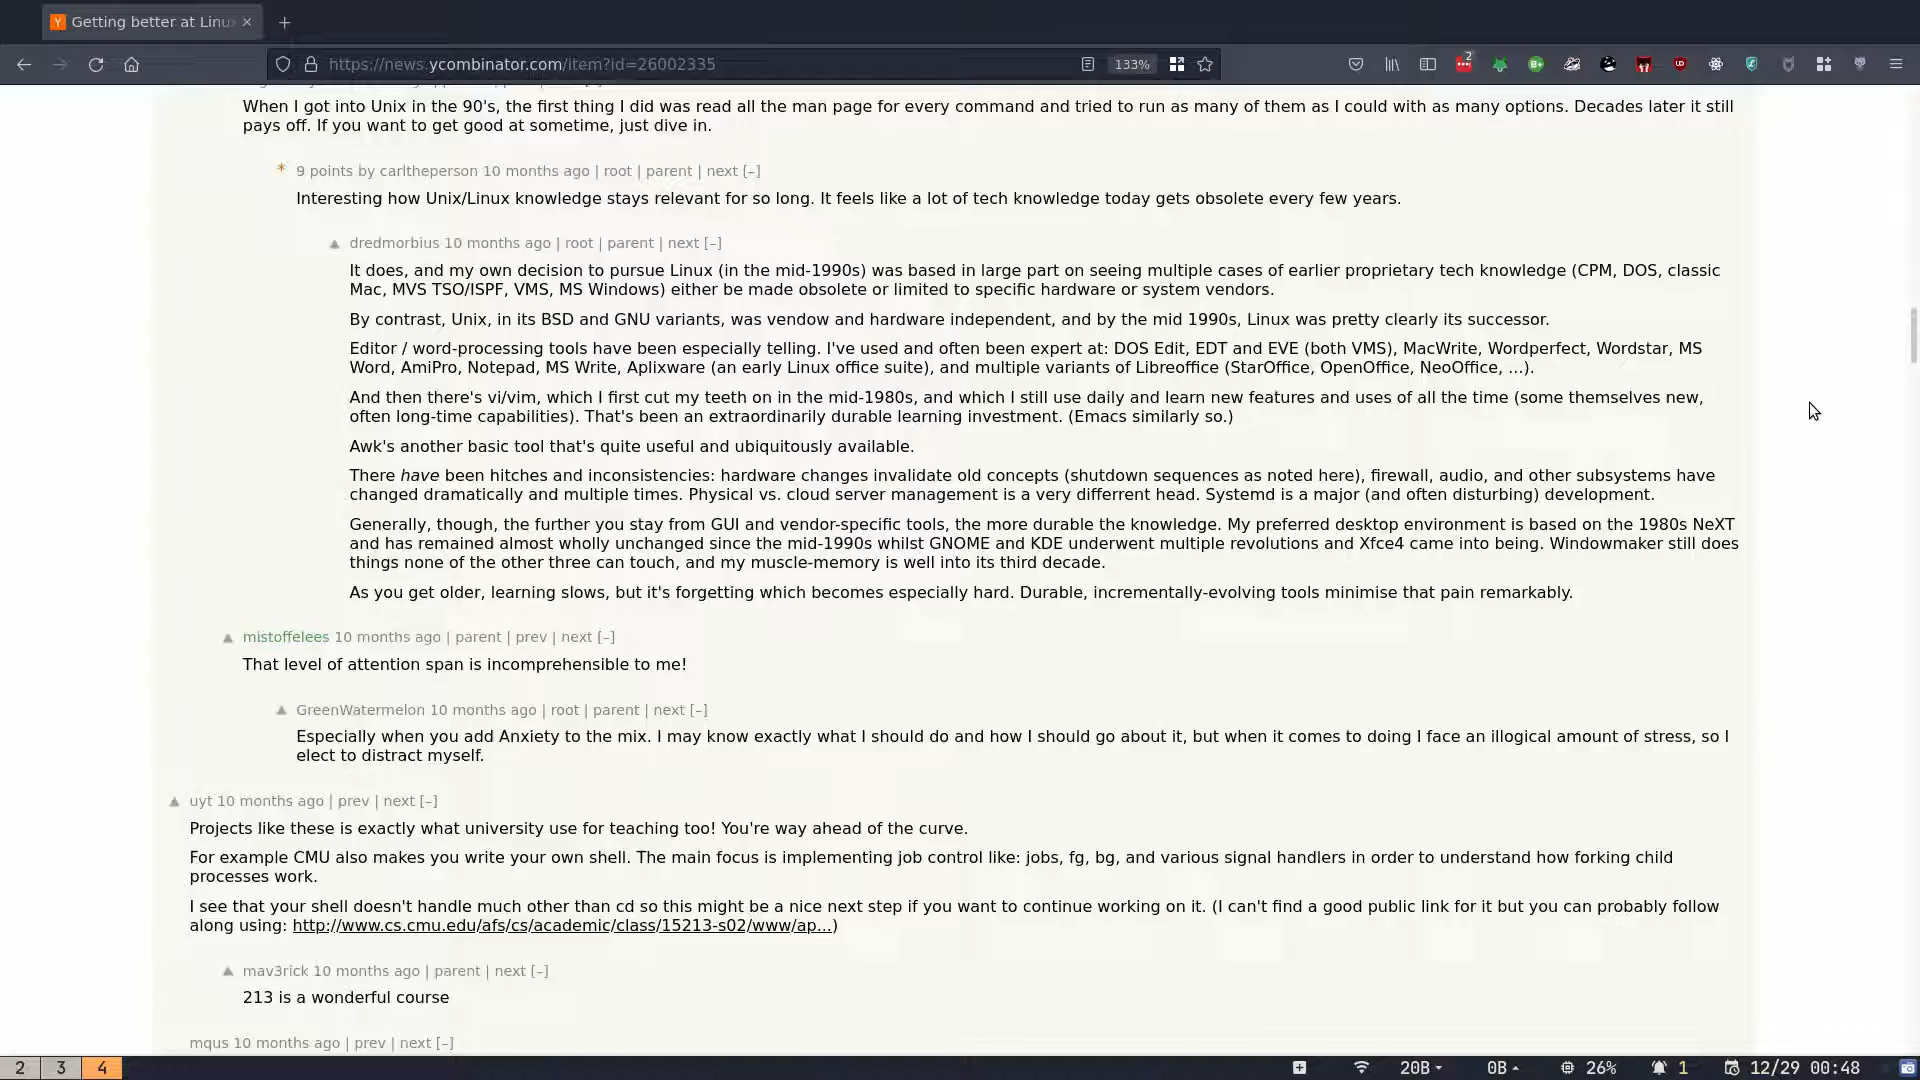 Getting better at Linux
https://news.ycombinator.com/item?id=26002335
133%
2
When I got into Unix in the 90's, the first thing I did was read all the man page for every command and tried to run as many of them as I could with as many options. Decades later it still
pays off. If you want to get good at sometime, just dive in.
* 9 points by carltheperson 10 months ago | root | parent | next [–]
Interesting how Unix/Linux knowledge stays relevant for so long. It feels like a lot of tech knowledge today gets obsolete every few years.
dredmorbius 10 months ago | root | parent | next [–]
It does, and my own decision to pursue Linux (in the mid-1990s) was based in large part on seeing multiple cases of earlier proprietary tech knowledge (CPM, DOS, classic
Mac, MVS TSO/ISPF, VMS, MS Windows) either be made obsolete or limited to specific hardware or system vendors.
By contrast, Unix, in its BSD and GNU variants, was vendow and hardware independent, and by the mid 1990s, Linux was pretty clearly its successor.
Editor / word-processing tools have been especially telling. I've used and often been expert at: DOS Edit, EDT and EVE (both VMS), MacWrite, Wordperfect, Wordstar, MS
Word, AmiPro, Notepad, MS Write, Aplixware (an early Linux office suite), and multiple variants of Libreoffice (StarOffice, OpenOffice, NeoOffice, ...).
And then there's vi/vim, which I first cut my teeth on in the mid-1980s, and which I still use daily and learn new features and uses of all the time (some themselves new,
often long-time capabilities). That's been an extraordinarily durable learning investment. (Emacs similarly so.)
Awk's another basic tool that's quite useful and ubiquitously available.
There have been hitches and inconsistencies: hardware changes invalidate old concepts (shutdown sequences as noted here), firewall, audio, and other subsystems have
changed dramatically and multiple times. Physical vs. cloud server management is a very differrent head. Systemd is a major (and often disturbing) development.
Generally, though, the further you stay from GUI and vendor-specific tools, the more durable the knowledge. My preferred desktop environment is based on the 1980s NeXT
and has remained almost wholly unchanged since the mid-1990s whilst GNOME and KDE underwent multiple revolutions and Xfce4 came into being. Windowmaker still does
things none of the other three can touch, and my muscle-memory is well into its third decade.
As you get older, learning slows, but it's forgetting which becomes especially hard. Durable, incrementally-evolving tools minimise that pain remarkably.
mistoffelees 10 months ago | parent | prev | next [–]
That level of attention span is incomprehensible to me!
GreenWatermelon 10 months ago | root | parent | next [–]
Especially when you add Anxiety to the mix. I may know exactly what I should do and how I should go about it, but when it comes to doing I face an illogical amount of stress, so I
elect to distract myself.
uyt 10 months ago | prev | next [–]
Projects like these is exactly what university use for teaching too! You're way ahead of the curve.
For example CMU also makes you write your own shell. The main focus is implementing job control like: jobs, fg, bg, and various signal handlers in order to understand how forking child
processes work.
I see that your shell doesn't handle much other than cd so this might be a nice next step if you want to continue working on it. (I can't find a good public link for it but you can probably follow
along using: http://www.cs.cmu.edu/afs/cs/academic/class/15213-s02/www/ap...)
mav3rick 10 months ago | parent | next [–]
213 is a wonderful course
mqus 10 months ago | prev | next [–]
2 3 4 20B 0B 26% 1 12/29 00:48